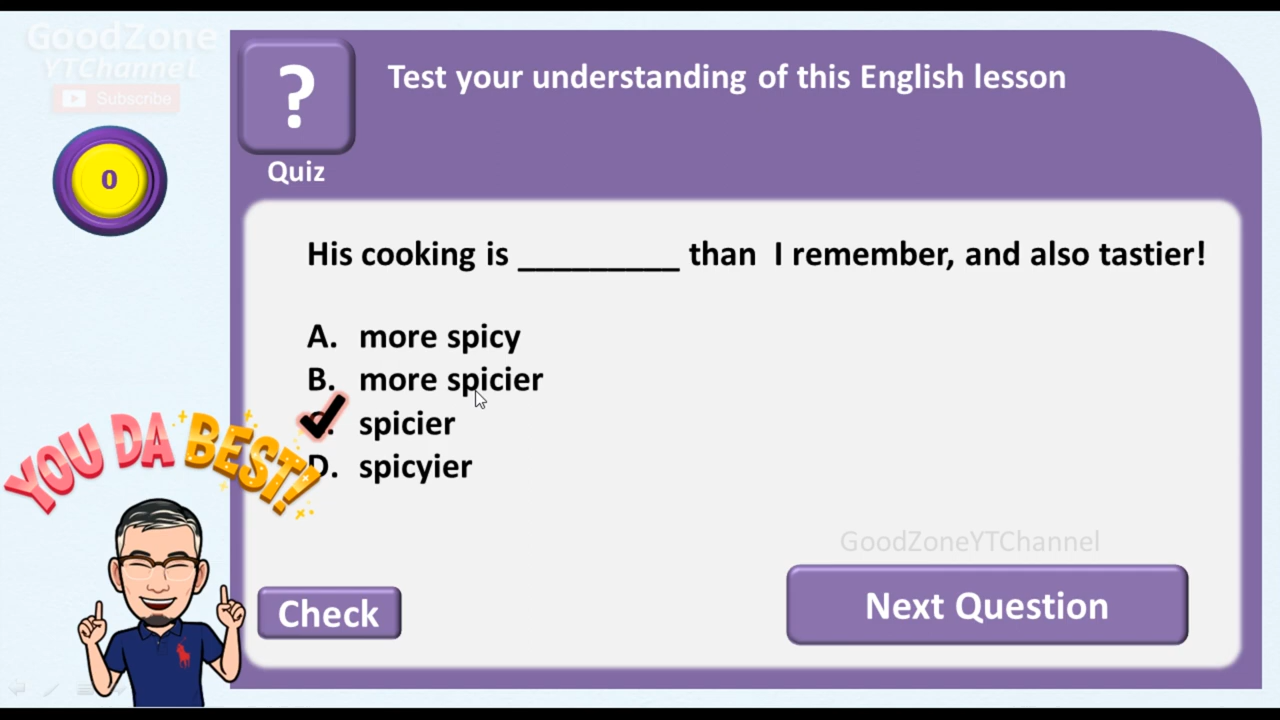 GoodZone
YTChannel
Subscribe
0
?
Quiz
Test your understanding of this English lesson
His cooking is _________ than I remember, and also tastier!
A. more spicy
B. more spicier
spicier
D. spicyier
YOU DA BEST!
GoodZoneYTChannel
Check
Next Question